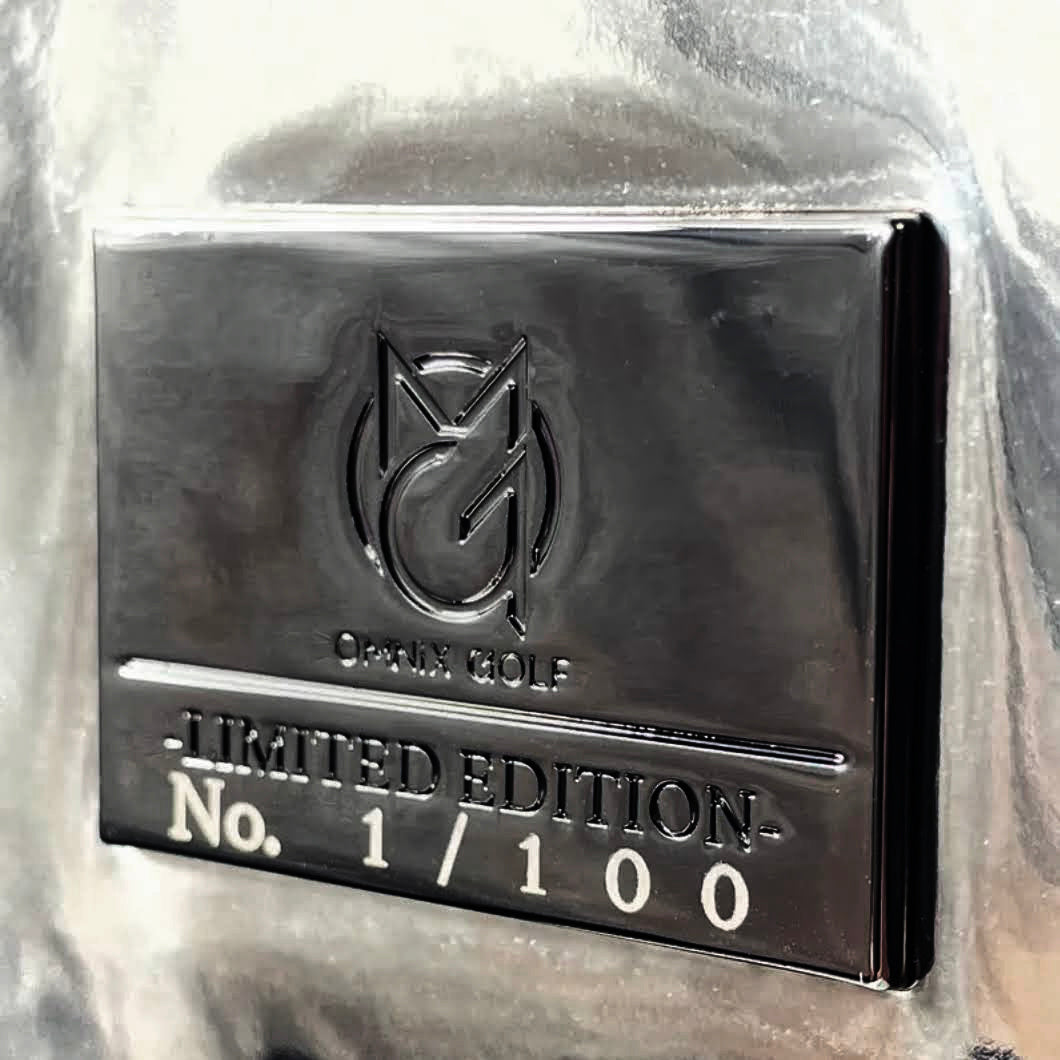 OMNiX GOLF
-LIMITED EDITION-
No. 1 / 100